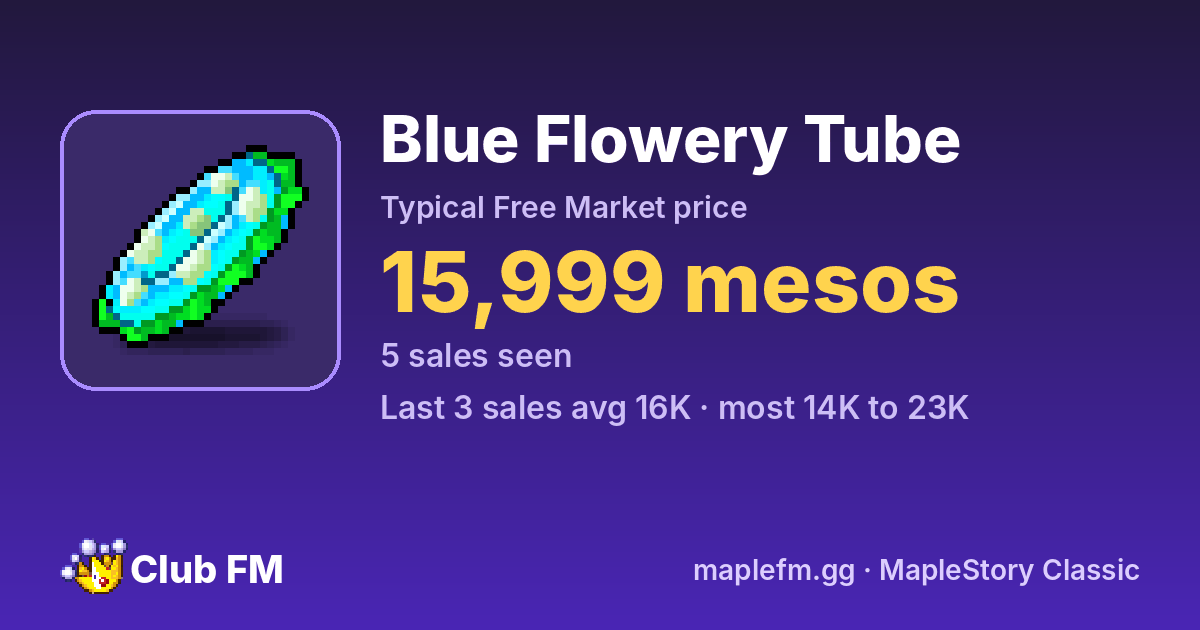 Blue Flowery Tube
Typical Free Market price
15,999 mesos
5 sales seen
Last 3 sales avg 16K · most 14K to 23K
Club FM
maplefm.gg · MapleStory Classic